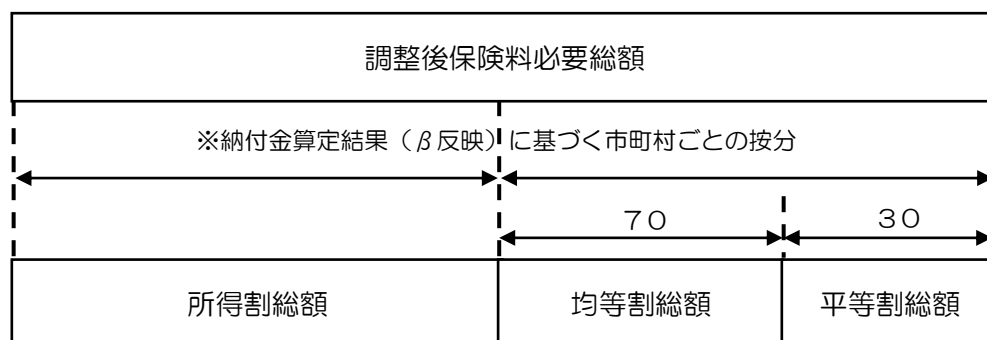 調整後保険料必要総額
※納付金算定結果（β反映）に基づく市町村ごとの按分
７０ ３０
所得割総額 均等割総額 平等割総額